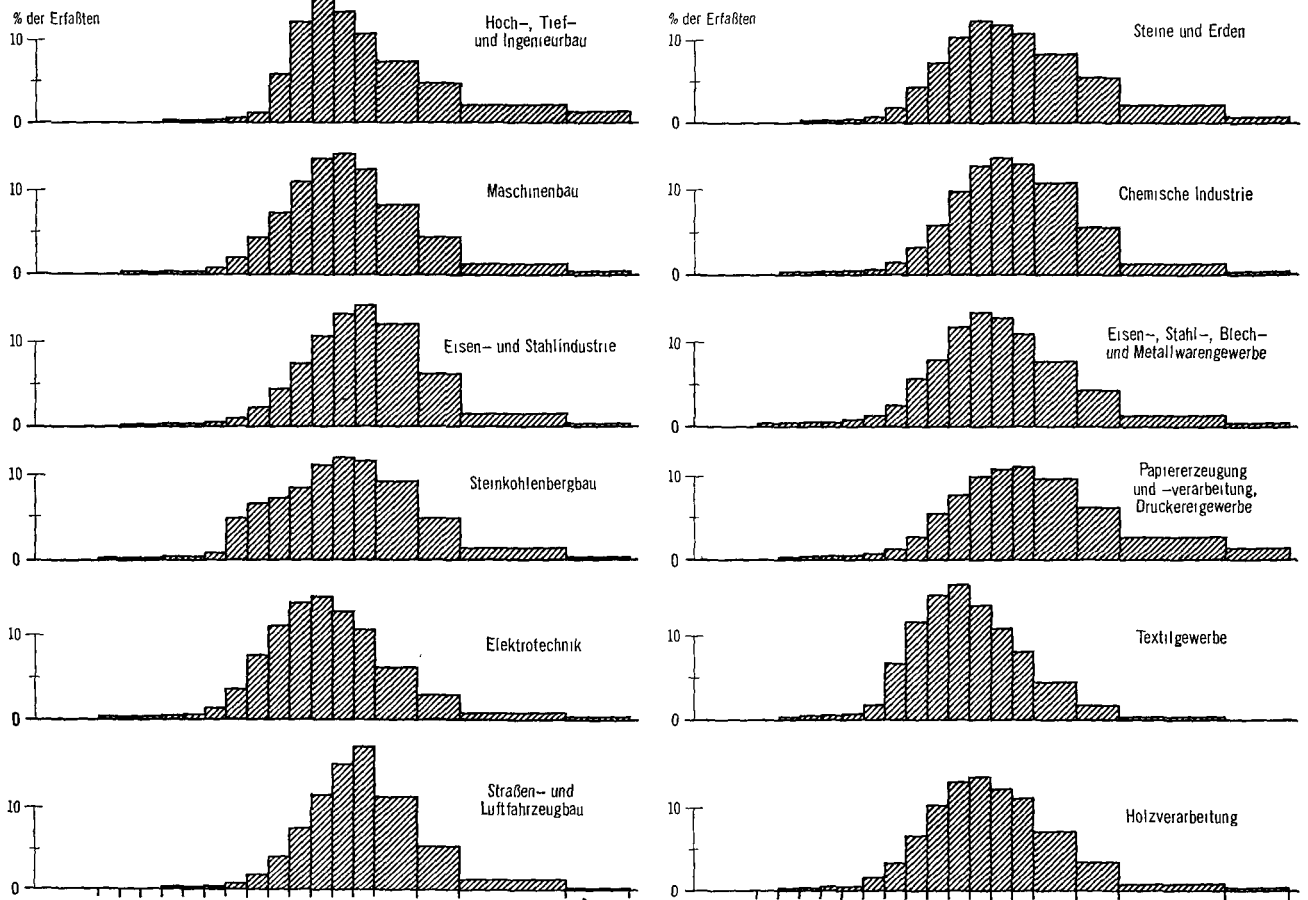 % der Erfaßten
10
0
Hoch-, Tief-
und Ingenieurbau
% der Erfaßten
10
0
Steine und Erden
10
0
Maschinenbau
10
0
Chemische Industrie
10
0
Eisen- und Stahlindustrie
10
0
Eisen-, Stahl-, Blech-
und Metallwarengewerbe
10
0
Steinkohlenbergbau
10
0
Papiererzeugung
und -verarbeitung,
Druckereigewerbe
10
0
Elektrotechnik
10
0
Textilgewerbe
10
0
Straßen- und
Luftfahrzeugbau
10
0
Holzverarbeitung